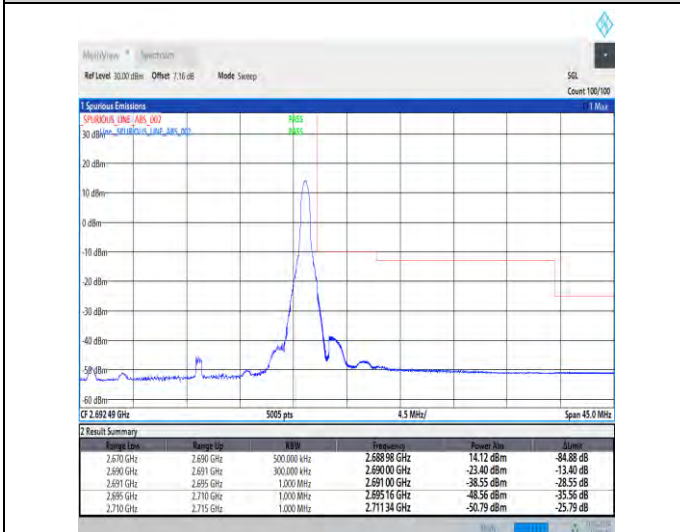 MultiView Spectrum
Ref Level 30.00 dBm Offset 7.16 dB Mode Sweep SGL
Count 100/100
1 Spurious Emissions 1 Max
SPURIOUS_LINE_ABS_002 PASS
30 dBm Line_SPURIOUS_LINE_ABS_002 PASS
20 dBm
10 dBm
0 dBm
-10 dBm
-20 dBm
-30 dBm
-40 dBm
-50 dBm
-60 dBm
CF 2.692 49 GHz 5005 pts 4.5 MHz/ Span 45.0 MHz
2 Result Summary
Range Low Range Up RBW Frequency Power Abs ΔLimit
2.670 GHz 2.690 GHz 500.000 kHz 2.688 98 GHz 14.12 dBm -84.88 dB
2.690 GHz 2.691 GHz 300.000 kHz 2.690 00 GHz -23.40 dBm -13.40 dB
2.691 GHz 2.695 GHz 1.000 MHz 2.691 00 GHz -38.55 dBm -28.55 dB
2.695 GHz 2.710 GHz 1.000 MHz 2.695 16 GHz -48.56 dBm -35.56 dB
2.710 GHz 2.715 GHz 1.000 MHz 2.711 34 GHz -50.79 dBm -25.79 dB